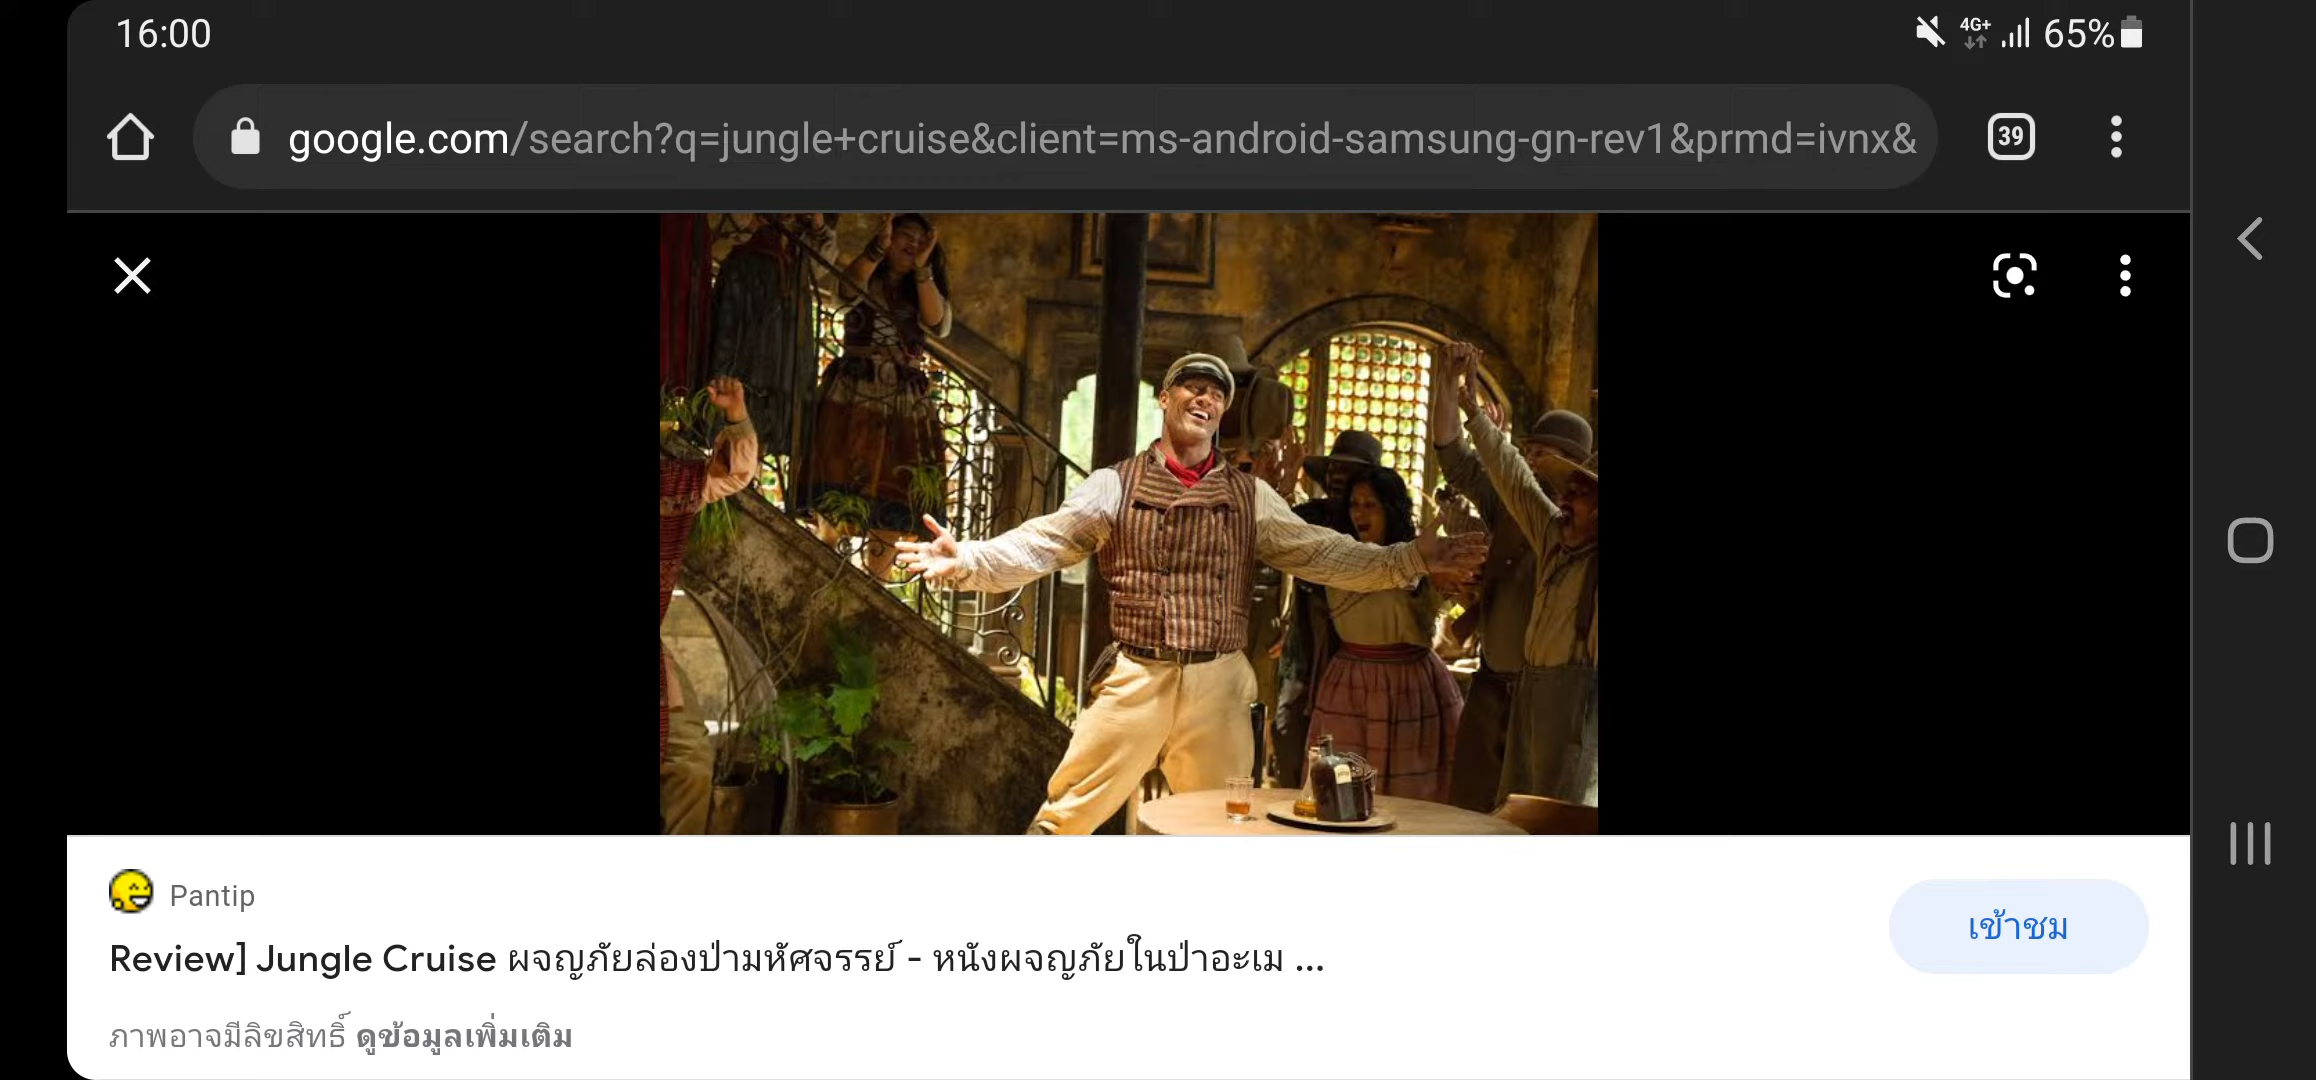 16:00
4G+ 65%
google.com/search?q=jungle+cruise&client=ms-android-samsung-gn-rev1&prmd=ivnx&
39
Pantip
Review] Jungle Cruise ผจญภัยล่องป่ามหัศจรรย์ - หนังผจญภัยในป่าอะเม ...
เข้าชม
ภาพอาจมีลิขสิทธิ์ ดูข้อมูลเพิ่มเติม